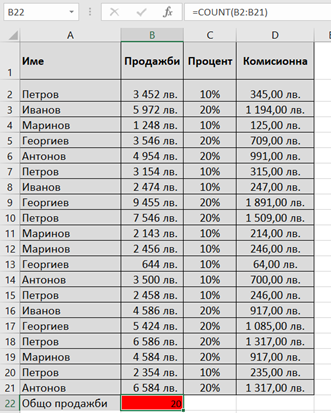 B22 =COUNT(B2:B21)
A B C D
1 Име Продажби Процент Комисионна
2 Петров 3 452 лв. 10% 345,00 лв.
3 Иванов 5 972 лв. 20% 1 194,00 лв.
4 Маринов 1 248 лв. 10% 125,00 лв.
5 Георгиев 3 546 лв. 20% 709,00 лв.
6 Антонов 4 954 лв. 20% 991,00 лв.
7 Петров 3 154 лв. 10% 315,00 лв.
8 Иванов 2 474 лв. 10% 247,00 лв.
9 Георгиев 9 455 лв. 20% 1 891,00 лв.
10 Петров 7 546 лв. 20% 1 509,00 лв.
11 Маринов 2 143 лв. 10% 214,00 лв.
12 Маринов 2 456 лв. 10% 246,00 лв.
13 Георгиев 644 лв. 10% 64,00 лв.
14 Антонов 3 500 лв. 10% 700,00 лв.
15 Петров 2 458 лв. 10% 246,00 лв.
16 Иванов 4 586 лв. 20% 917,00 лв.
17 Георгиев 5 424 лв. 20% 1 085,00 лв.
18 Петров 6 586 лв. 20% 1 317,00 лв.
19 Маринов 4 584 лв. 20% 917,00 лв.
20 Петров 2 354 лв. 10% 235,00 лв.
21 Антонов 6 584 лв. 20% 1 317,00 лв.
22 Общо продажби 20